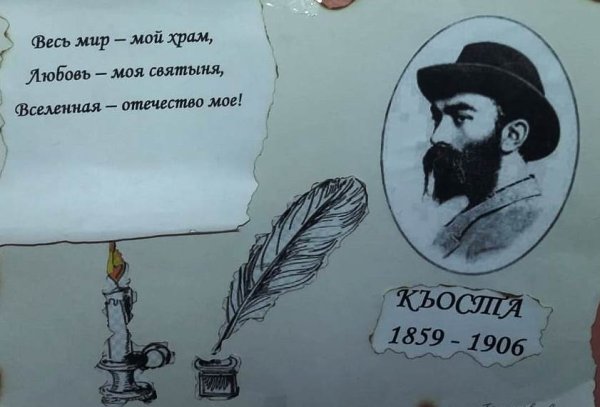 Весь мир – мой храм,
Любовь – моя святыня,
Вселенная – отечество мое!
КЪОСТА
1859 - 1906